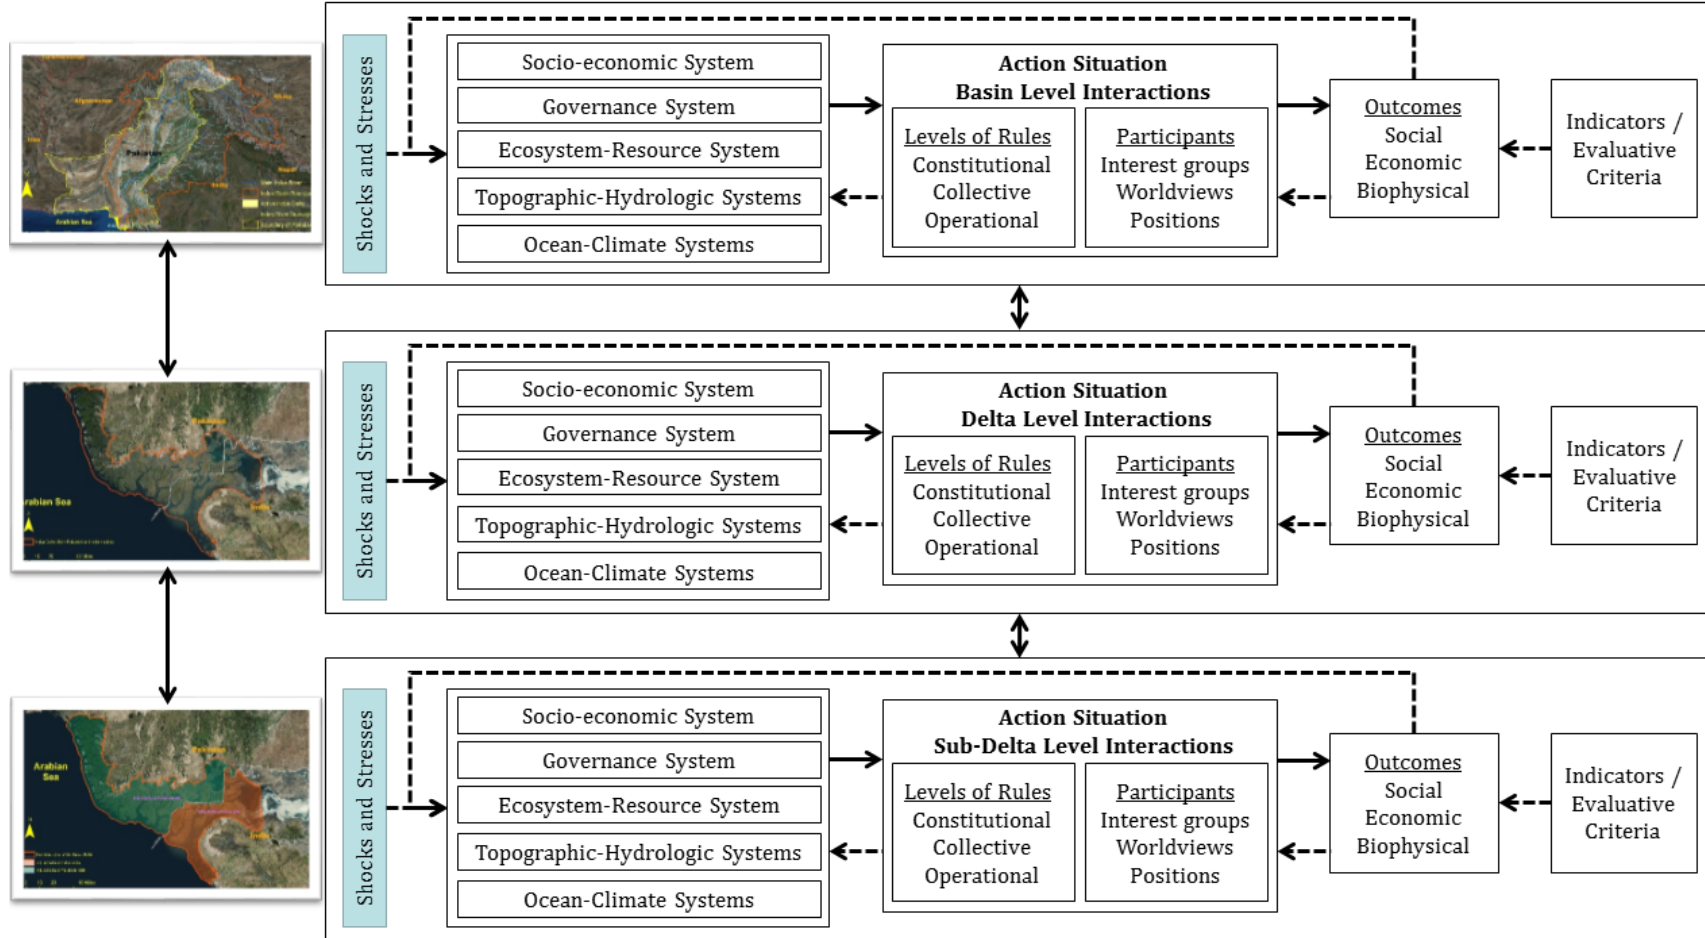 Afghanistan
Pakistan
Arabian Sea
Shocks and Stresses
Socio-economic System
Governance System
Ecosystem-Resource System
Topographic-Hydrologic Systems
Ocean-Climate Systems
Action Situation
Basin Level Interactions
Levels of Rules
Constitutional
Collective
Operational
Participants
Interest groups
Worldviews
Positions
Outcomes
Social
Economic
Biophysical
Indicators /
Evaluative
Criteria
Pakistan
rabian Sea
India
Shocks and Stresses
Socio-economic System
Governance System
Ecosystem-Resource System
Topographic-Hydrologic Systems
Ocean-Climate Systems
Action Situation
Delta Level Interactions
Levels of Rules
Constitutional
Collective
Operational
Participants
Interest groups
Worldviews
Positions
Outcomes
Social
Economic
Biophysical
Indicators /
Evaluative
Criteria
Pakistan
Arabian
Sea
Shocks and Stresses
Socio-economic System
Governance System
Ecosystem-Resource System
Topographic-Hydrologic Systems
Ocean-Climate Systems
Action Situation
Sub-Delta Level Interactions
Levels of Rules
Constitutional
Collective
Operational
Participants
Interest groups
Worldviews
Positions
Outcomes
Social
Economic
Biophysical
Indicators /
Evaluative
Criteria